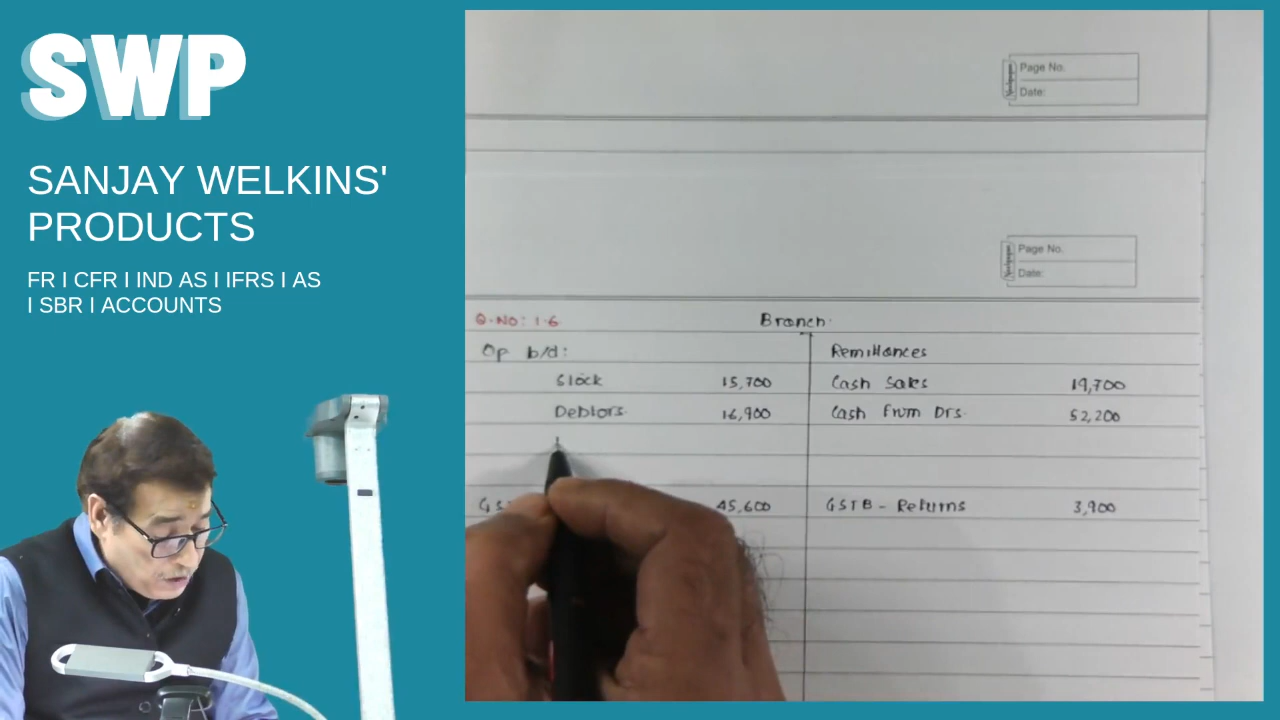 SWP
SANJAY WELKINS'
PRODUCTS
FR I CFR I IND AS I IFRS I AS
I SBR I ACCOUNTS
Page No.
Date:
Page No.
Date:
Q.NO: 1.6 Branch
Op b/d: Remittances
Stock 15,700 Cash Sales 19,700
Debtors 16,900 Cash From Drs. 52,200
45,600 GSTB - Returns 3,900